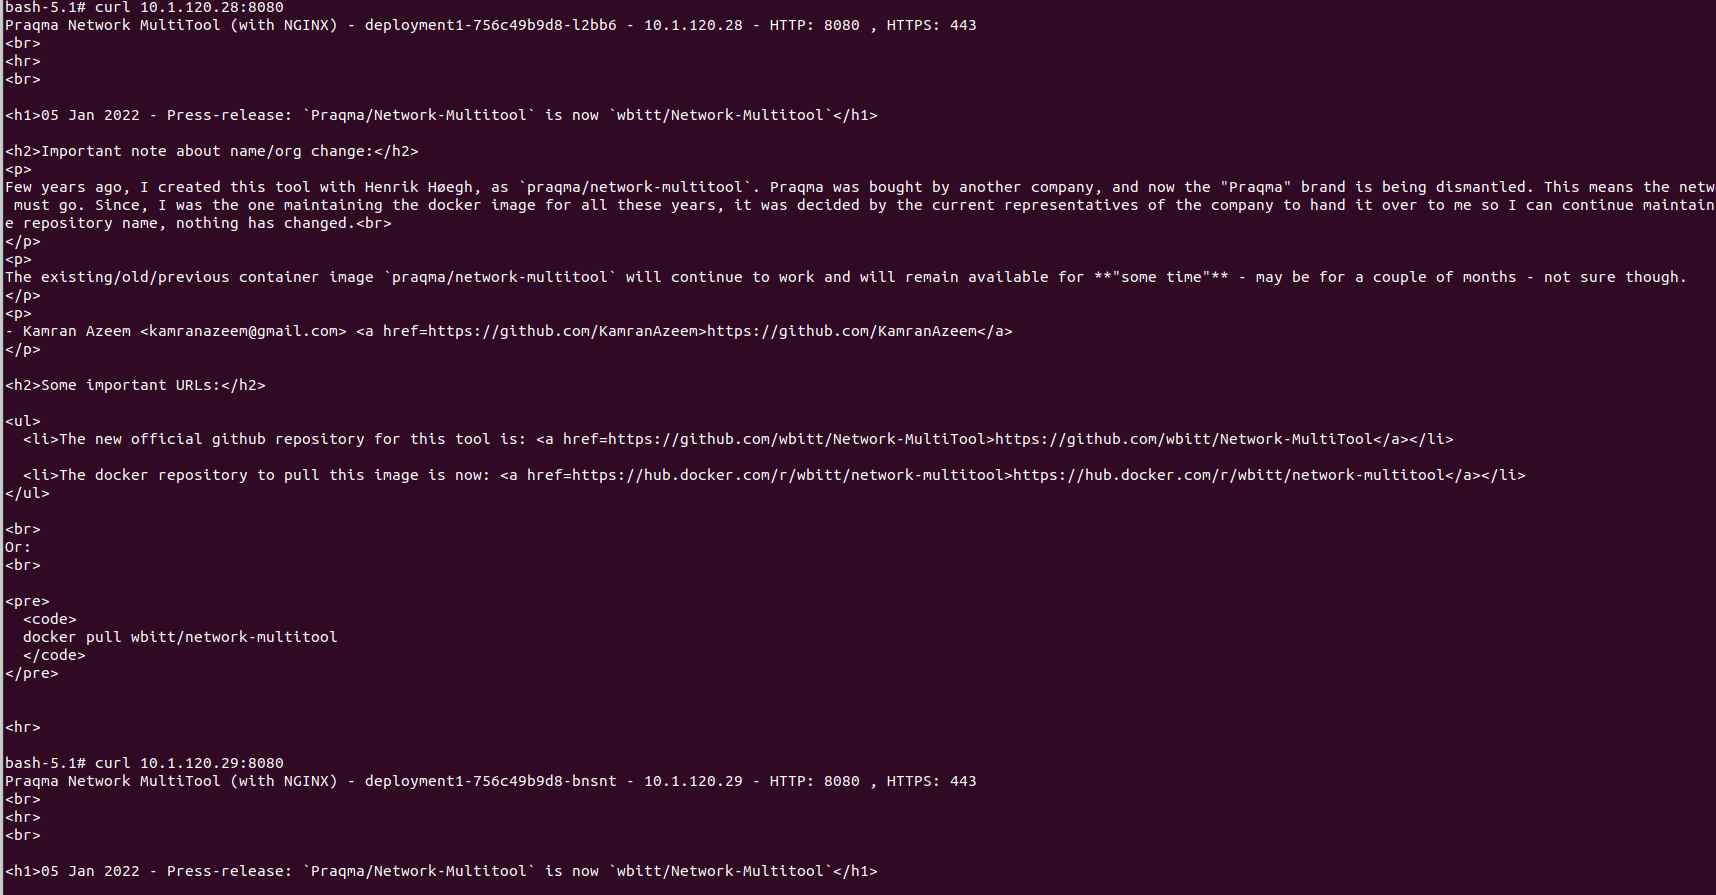 bash-5.1# curl 10.1.120.28:8080
Praqma Network MultiTool (with NGINX) - deployment1-756c49b9d8-l2bb6 - 10.1.120.28 - HTTP: 8080 , HTTPS: 443
<br>
<hr>
<br>
<h1>05 Jan 2022 - Press-release: `Praqma/Network-Multitool` is now `wbitt/Network-Multitool`</h1>
<h2>Important note about name/org change:</h2>
<p>
Few years ago, I created this tool with Henrik Høegh, as `praqma/network-multitool`. Praqma was bought by another company, and now the "Praqma" brand is being dismantled. This means the netw
must go. Since, I was the one maintaining the docker image for all these years, it was decided by the current representatives of the company to hand it over to me so I can continue maintain
e repository name, nothing has changed.<br>
</p>
<p>
The existing/old/previous container image `praqma/network-multitool` will continue to work and will remain available for **"some time"** - may be for a couple of months - not sure though.
</p>
<p>
- Kamran Azeem <kamranazeem@gmail.com> <a href=https://github.com/KamranAzeem>https://github.com/KamranAzeem</a>
</p>
<h2>Some important URLs:</h2>
<ul>
  <li>The new official github repository for this tool is: <a href=https://github.com/wbitt/Network-MultiTool>https://github.com/wbitt/Network-MultiTool</a></li>
  <li>The docker repository to pull this image is now: <a href=https://hub.docker.com/r/wbitt/network-multitool>https://hub.docker.com/r/wbitt/network-multitool</a></li>
</ul>
<br>
Or:
<br>
<pre>
  <code>
  docker pull wbitt/network-multitool
  </code>
</pre>
<hr>
bash-5.1# curl 10.1.120.29:8080
Praqma Network MultiTool (with NGINX) - deployment1-756c49b9d8-bnsnt - 10.1.120.29 - HTTP: 8080 , HTTPS: 443
<br>
<hr>
<br>
<h1>05 Jan 2022 - Press-release: `Praqma/Network-Multitool` is now `wbitt/Network-Multitool`</h1>